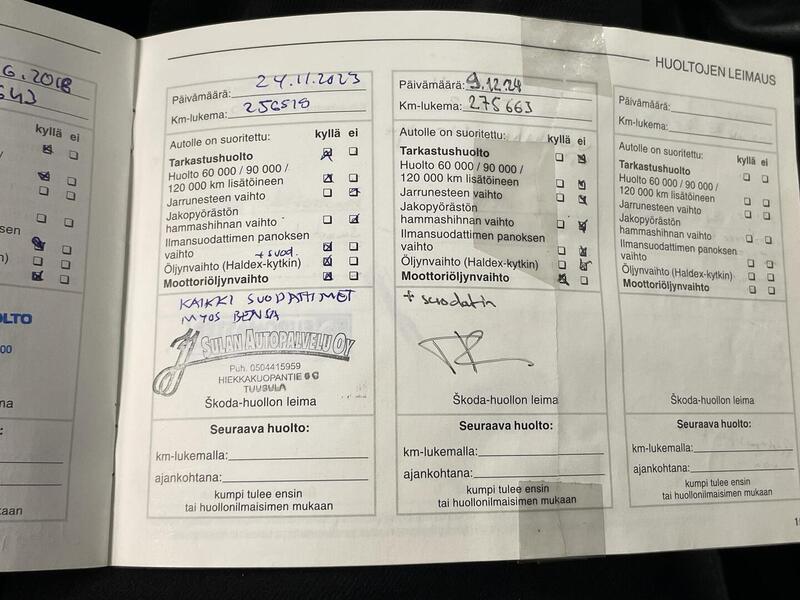 HUOLTOJEN LEIMAUS
6.2018
643
kyllä ei
OLTO
00
na
e:
n
aan
Päivämäärä: 24.11.2023
Km-lukema: 256518
Autolle on suoritettu: kyllä ei
Tarkastushuolto
Huolto 60 000 / 90 000 /
120 000 km lisätöineen
Jarrunesteen vaihto
Jakopyörästön
hammashihnan vaihto
Ilmansuodattimen panoksen
vaihto + suod.
Öljynvaihto (Haldex-kytkin)
Moottoriöljynvaihto
KAIKKI SUODATTIMET
MYÖS BENSA
SULAN AUTOPALVELU OY
Puh. 0504415959
HIEKKAKUOPANTIE 6 C
TUUSULA
Škoda-huollon leima
Seuraava huolto:
km-lukemalla:
ajankohtana:
kumpi tulee ensin
tai huollonilmaisimen mukaan
Päivämäärä: 9.12.24
Km-lukema: 275663
Autolle on suoritettu: kyllä ei
Tarkastushuolto
Huolto 60 000 / 90 000 /
120 000 km lisätöineen
Jarrunesteen vaihto
Jakopyörästön
hammashihnan vaihto
Ilmansuodattimen panoksen
vaihto
Öljynvaihto (Haldex-kytkin)
Moottoriöljynvaihto
+ suodatin
Škoda-huollon leima
Seuraava huolto:
km-lukemalla:
ajankohtana:
kumpi tulee ensin
tai huollonilmaisimen mukaan
Päivämäärä:
Km-lukema:
Autolle on suoritettu: kyllä ei
Tarkastushuolto
Huolto 60 000 / 90 000 /
120 000 km lisätöineen
Jarrunesteen vaihto
Jakopyörästön
hammashihnan vaihto
Ilmansuodattimen panoksen
vaihto
Öljynvaihto (Haldex-kytkin)
Moottoriöljynvaihto
Škoda-huollon leima
Seuraava huolto:
km-lukemalla:
ajankohtana:
kumpi tulee ensin
tai huollonilmaisimen mukaan